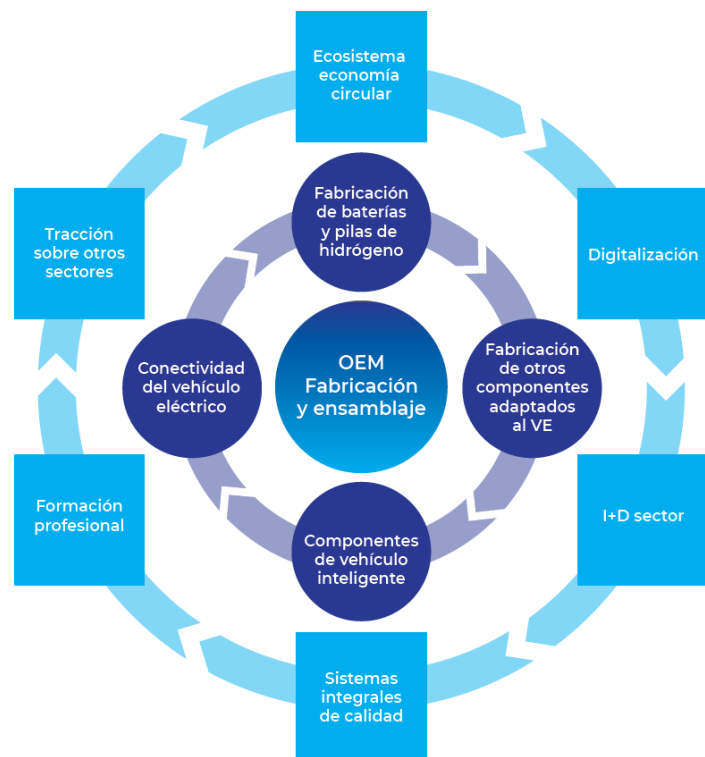 Ecosistema
economía
circular
Fabricación
de baterías
y pilas de
hidrógeno
Tracción
sobre otros
sectores
Digitalización
Conectividad
del vehículo
eléctrico
OEM
Fabricación
y ensamblaje
Fabricación
de otros
componentes
adaptados
al VE
Formación
profesional
I+D sector
Componentes
de vehículo
inteligente
Sistemas
integrales
de calidad